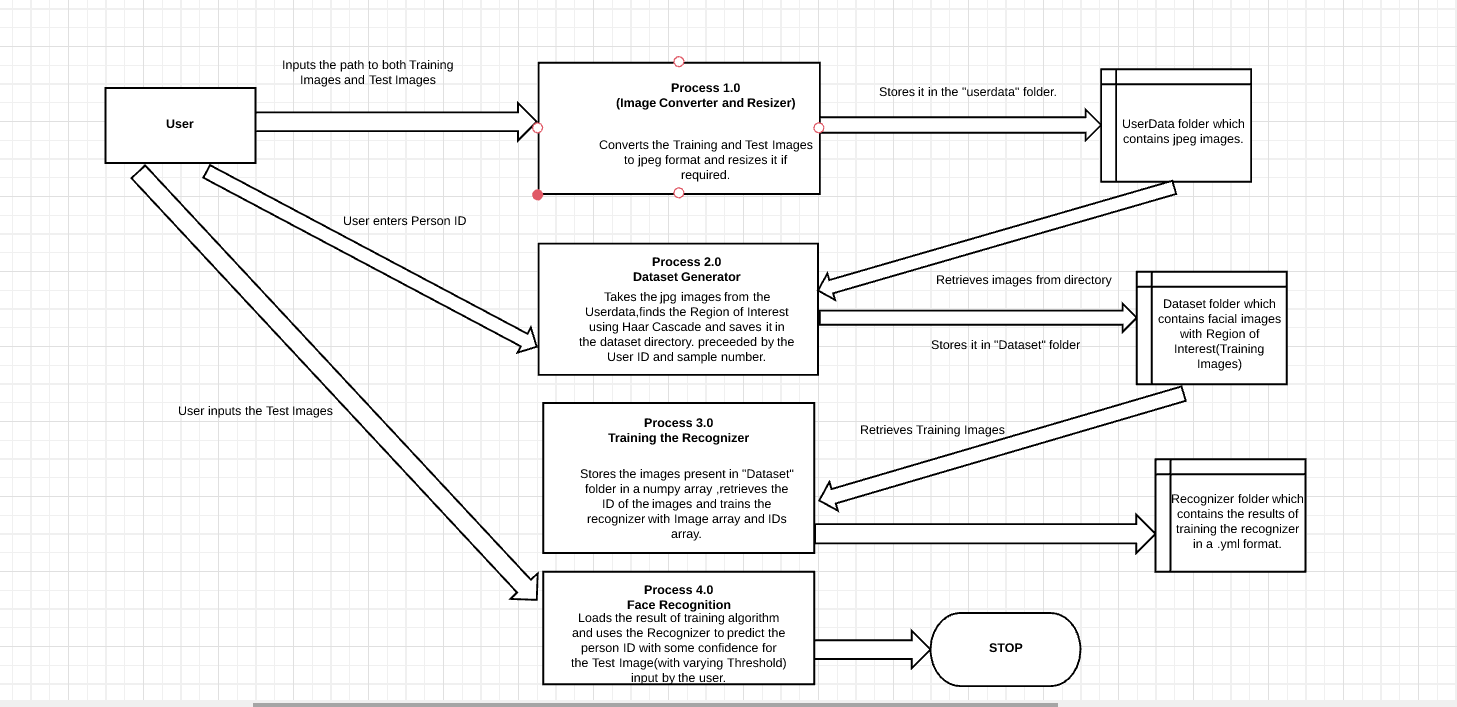 Inputs the path to both Training
Images and Test Images
User
Process 1.0
(Image Converter and Resizer)
Converts the Training and Test Images
to jpeg format and resizes it if
required.
Stores it in the "userdata" folder.
UserData folder which
contains jpeg images.
User enters Person ID
Process 2.0
Dataset Generator
Takes the jpg images from the
Userdata,finds the Region of Interest
using Haar Cascade and saves it in
the dataset directory. preceeded by the
User ID and sample number.
Retrieves images from directory
Stores it in "Dataset" folder
Dataset folder which
contains facial images
with Region of
Interest(Training
Images)
User inputs the Test Images
Process 3.0
Training the Recognizer
Stores the images present in "Dataset"
folder in a numpy array ,retrieves the
ID of the images and trains the
recognizer with Image array and IDs
array.
Retrieves Training Images
Recognizer folder which
contains the results of
training the recognizer
in a .yml format.
Process 4.0
Face Recognition
Loads the result of training algorithm
and uses the Recognizer to predict the
person ID with some confidence for
the Test Image(with varying Threshold)
input by the user.
STOP